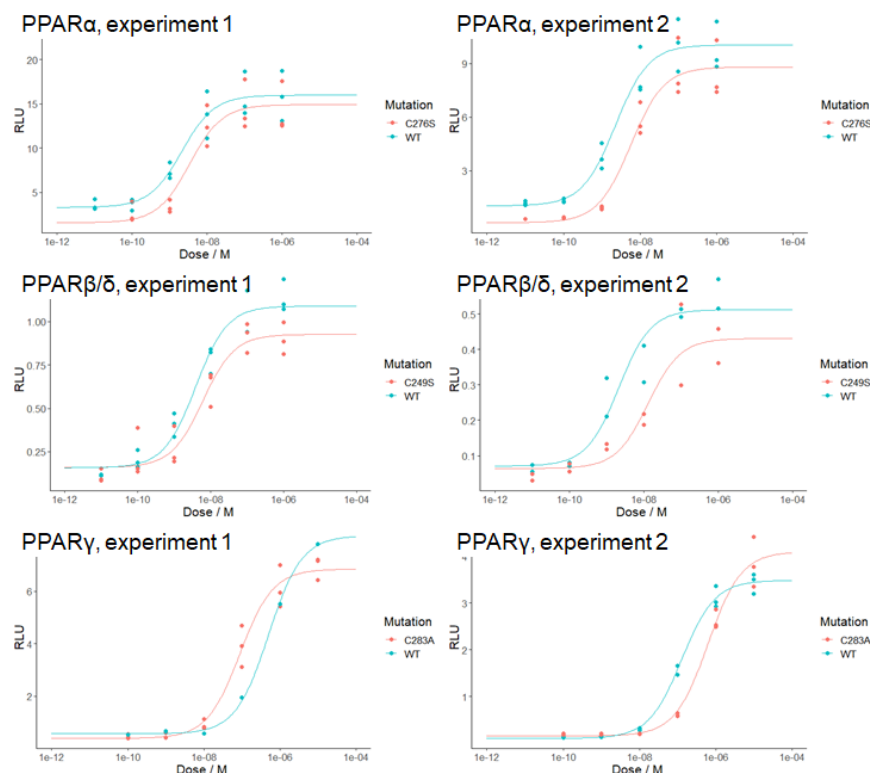 PPARα, experiment 1
20
15
10
5
RLU
1e-12 1e-10 1e-08 1e-06 1e-04
Dose / M
Mutation
C276S
WT
PPARα, experiment 2
9
6
3
RLU
1e-12 1e-10 1e-08 1e-06 1e-04
Dose / M
Mutation
C276S
WT
PPARβ/δ, experiment 1
1.00
0.75
0.50
0.25
RLU
1e-12 1e-10 1e-08 1e-06 1e-04
Dose / M
Mutation
C249S
WT
PPARβ/δ, experiment 2
0.5
0.4
0.3
0.2
0.1
RLU
1e-12 1e-10 1e-08 1e-06 1e-04
Dose / M
Mutation
C249S
WT
PPARγ, experiment 1
6
4
2
RLU
1e-12 1e-10 1e-08 1e-06 1e-04
Dose / M
Mutation
C283A
WT
PPARγ, experiment 2
4
3
2
1
RLU
1e-12 1e-10 1e-08 1e-06 1e-04
Dose / M
Mutation
C283A
WT